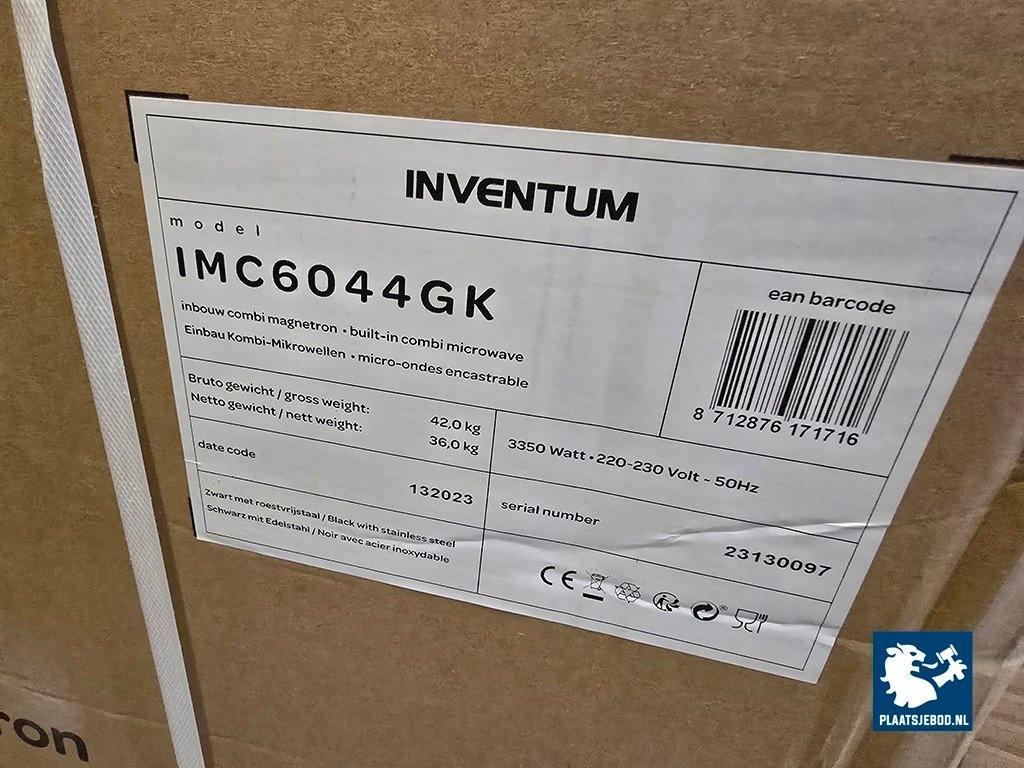 INVENTUM
model
IMC6044GK
inbouw combi magnetron • built-in combi microwave
Einbau Kombi-Mikrowellen • micro-ondes encastrable
ean barcode
8 712876 171716
Bruto gewicht / gross weight: 42,0 kg
Netto gewicht / nett weight: 36,0 kg
3350 Watt • 220-230 Volt ~ 50Hz
date code
132023
serial number
23130097
Zwart met roestvrijstaal / Black with stainless steel
Schwarz mit Edelstahl / Noir avec acier inoxydable
CE
ron
PLAATSJEBOD.NL